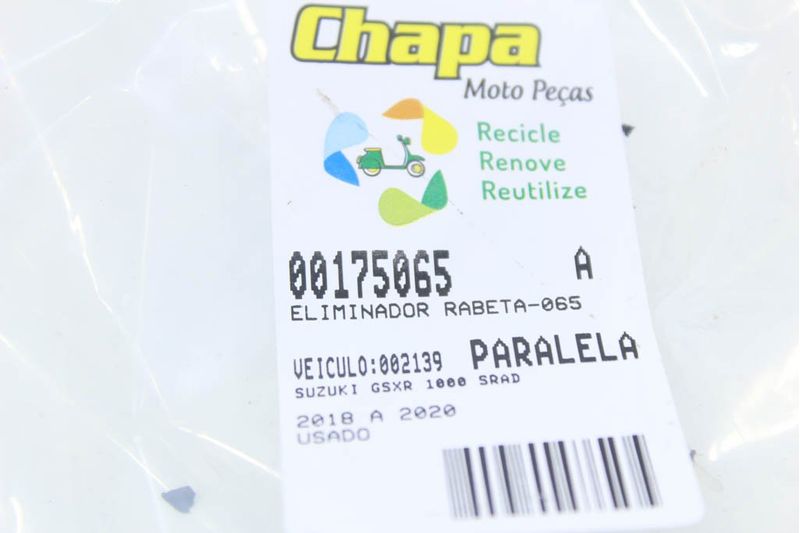 Chapa
Moto Peças
Recicle
Renove
Reutilize
00175065 A
ELIMINADOR RABETA-065
VEICULO:002139 PARALELA
SUZUKI GSXR 1000 SRAD
2018 A 2020
USADO